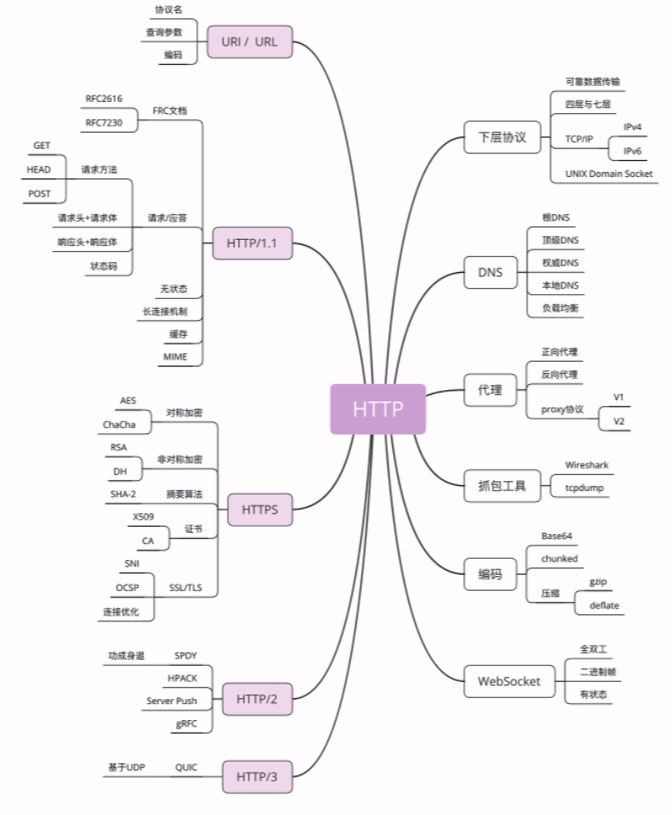 HTTP
URI / URL
协议名
查询参数
编码
HTTP/1.1
FRC文档
RFC2616
RFC7230
请求/应答
请求方法
GET
HEAD
POST
请求头+请求体
响应头+响应体
状态码
无状态
长连接机制
缓存
MIME
HTTPS
对称加密
AES
ChaCha
非对称加密
RSA
DH
摘要算法
SHA-2
证书
X509
CA
SSL/TLS
SNI
OCSP
连接优化
HTTP/2
SPDY
功成身退
HPACK
Server Push
gRFC
HTTP/3
QUIC
基于UDP
下层协议
可靠数据传输
四层与七层
TCP/IP
IPv4
IPv6
UNIX Domain Socket
DNS
根DNS
顶级DNS
权威DNS
本地DNS
负载均衡
代理
正向代理
反向代理
proxy协议
V1
V2
抓包工具
Wireshark
tcpdump
编码
Base64
chunked
压缩
gzip
deflate
WebSocket
全双工
二进制帧
有状态